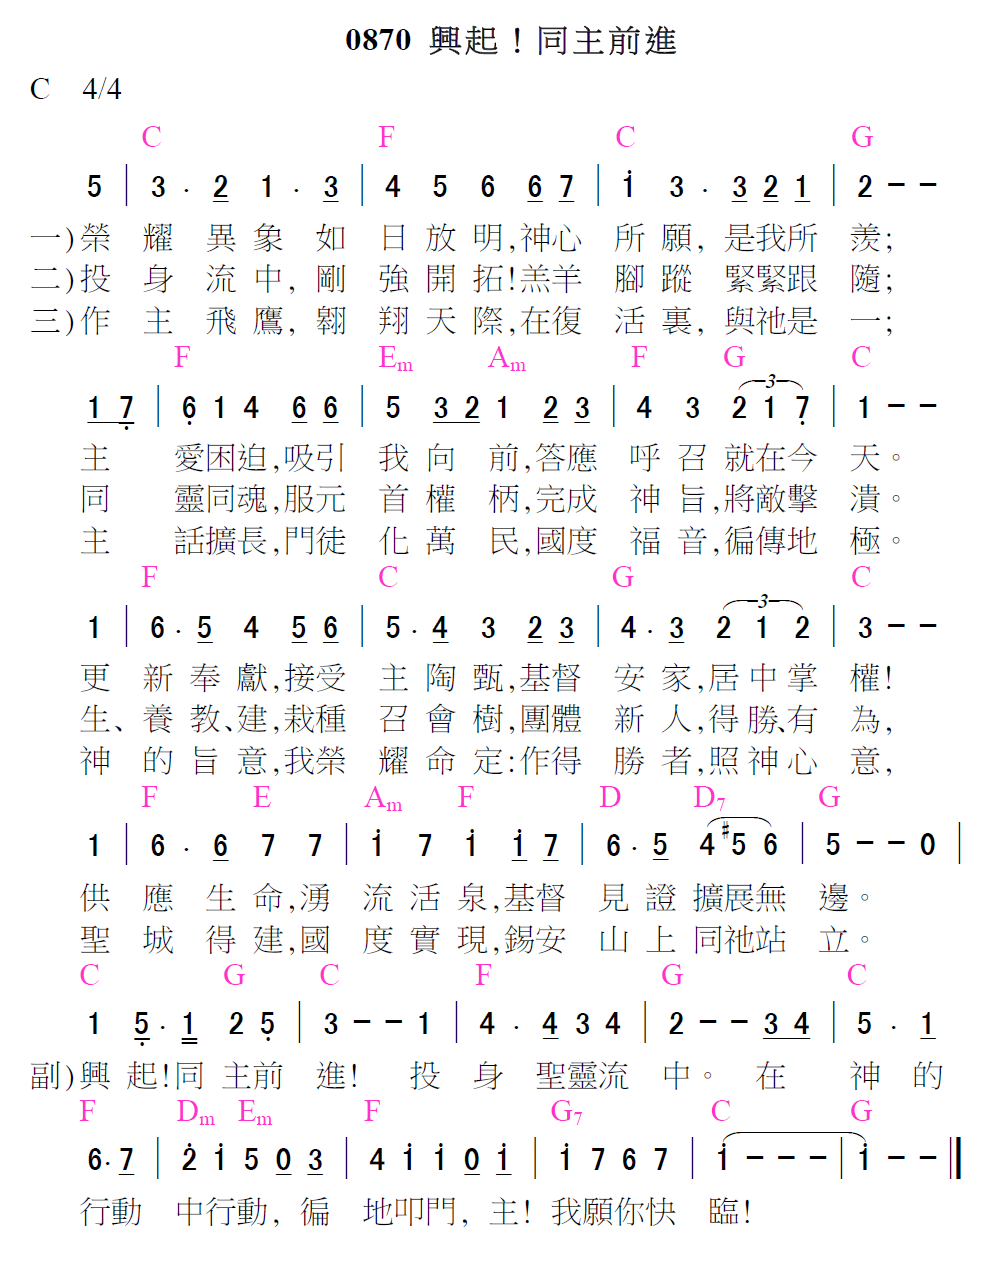 0870 興起！同主前進
C 4/4
C F C G
5 | 3 · 2 1 · 3 | 4 5 6 6 7 | i 3 · 3 2 1 | 2 － －
一)榮 耀 異 象 如 日 放 明,神心 所 願, 是我所 羨;
二)投 身 流 中, 剛 強 開 拓!羔羊 腳 蹤 緊緊跟 隨;
三)作 主 飛 鷹, 翱 翔 天 際,在復 活 裏, 與祂是 一;
F Em Am F G C
1 7 | 6 1 4 6 6 | 5 3 2 1 2 3 | 4 3 2 1 7 | 1 － －
－3－
主 愛困迫,吸引 我 向 前,答應 呼 召 就在今 天。
同 靈同魂,服元 首 權 柄,完成 神 旨,將敵擊 潰。
主 話擴長,門徒 化 萬 民,國度 福 音,徧傳地 極。
F C G C
1 | 6 · 5 4 5 6 | 5 · 4 3 2 3 | 4 · 3 2 1 2 | 3 － －
－3－
更 新 奉 獻,接受 主 陶 甄,基督 安 家,居 中 掌 權!
生、養 教、建,栽種 召 會 樹,團體 新 人,得 勝、有 為,
神 的 旨 意,我榮 耀 命 定:作得 勝 者,照 神 心 意,
F E Am F D D7 G
1 | 6 · 6 7 7 | i 7 i i 7 | 6 · 5 4 #5 6 | 5 － － 0 |
供 應 生 命,湧 流 活 泉,基督 見 證 擴展無 邊。
聖 城 得 建,國 度 實 現,錫安 山 上 同祂站 立。
C G C F G C
1 5 · 1 2 5 | 3 － － 1 | 4 · 4 3 4 | 2 － － 3 4 | 5 · 1
副)興 起!同 主前 進! 投 身 聖靈流 中。 在 神 的
F Dm Em F G7 C G
6 · 7 | 2 i 5 0 3 | 4 i i 0 i | i 7 6 7 | i － － － | i － － ‖
行動 中行動, 徧 地叩門, 主! 我願你快 臨!